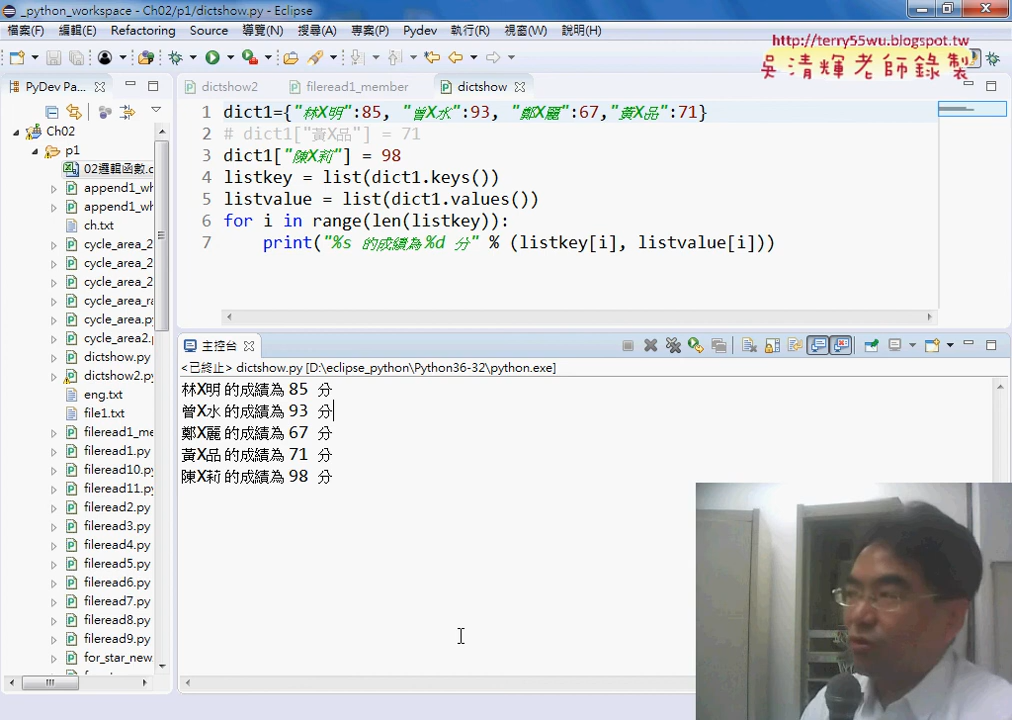 _python_workspace - Ch02/p1/dictshow.py - Eclipse
檔案(F) 編輯(E) Refactoring Source 導覽(N) 搜尋(A) 專案(P) Pydev 執行(R) 視窗(W) 說明(H)
http://terry55wu.blogspot.tw
吳清輝老師錄製
PyDev Pa...
dictshow2 fileread1_member dictshow
Ch02
p1
02邏輯函數.c
append1_wh
append1_wh
ch.txt
cycle_area_2
cycle_area_2
cycle_area_2
cycle_area_ra
cycle_area.py
cycle_area2.p
dictshow.py
dictshow2.py
eng.txt
file1.txt
fileread1_me
fileread1.py
fileread10.py
fileread11.py
fileread2.py
fileread3.py
fileread4.py
fileread5.py
fileread6.py
fileread7.py
fileread8.py
fileread9.py
for_star_new.
1 dict1={"林X明":85, "曾X水":93, "鄭X麗":67,"黃X品":71}
2 # dict1["黃X品"] = 71
3 dict1["陳X莉"] = 98
4 listkey = list(dict1.keys())
5 listvalue = list(dict1.values())
6 for i in range(len(listkey)):
7 print("%s 的成績為%d 分" % (listkey[i], listvalue[i]))
主控台
<已終止> dictshow.py [D:\eclipse_python\Python36-32\python.exe]
林X明 的成績為 85 分
曾X水 的成績為 93 分
鄭X麗 的成績為 67 分
黃X品 的成績為 71 分
陳X莉 的成績為 98 分